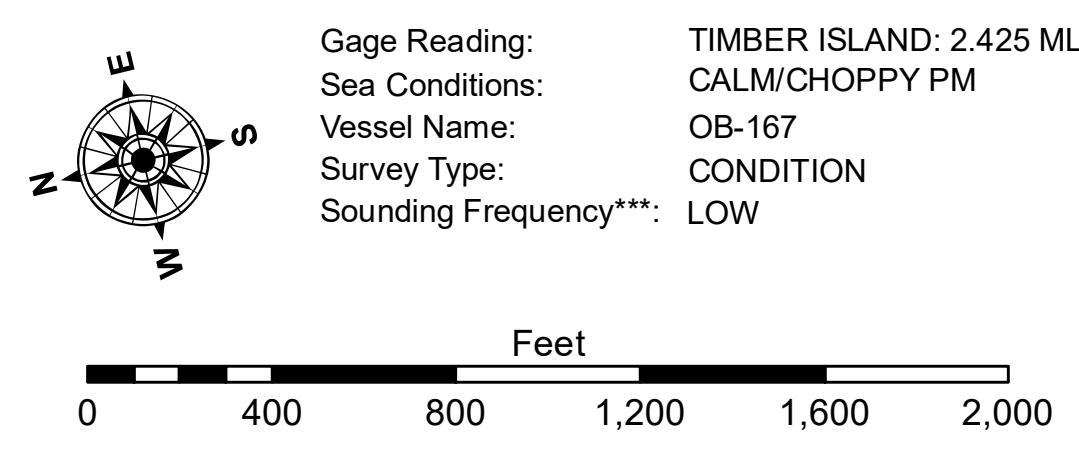 E
S
N
W
Gage Reading: TIMBER ISLAND: 2.425 ML
Sea Conditions: CALM/CHOPPY PM
Vessel Name: OB-167
Survey Type: CONDITION
Sounding Frequency***: LOW
Feet
0 400 800 1,200 1,600 2,000